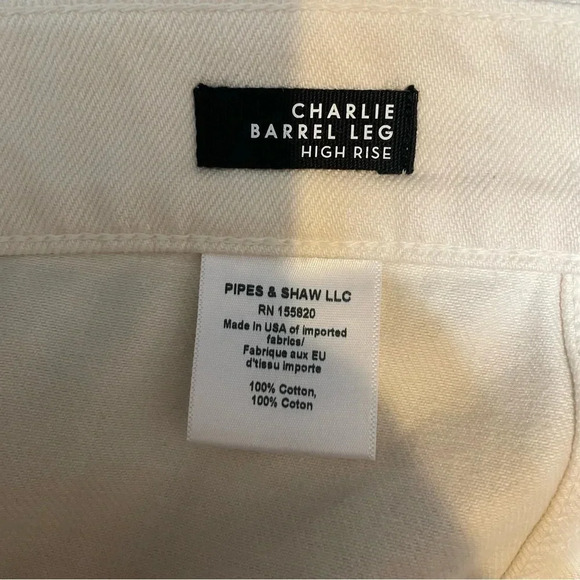 CHARLIE
BARREL LEG
HIGH RISE
PIPES & SHAW LLC
RN 155820
Made in USA of imported
fabrics/
Fabrique aux EU
d'tissu importe
100% Cotton,
100% Coton